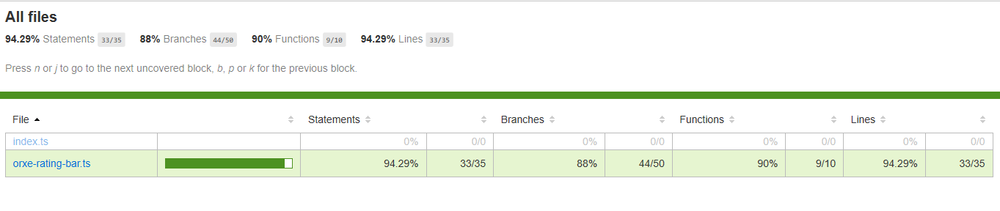 All files
94.29% Statements 33/35 88% Branches 44/50 90% Functions 9/10 94.29% Lines 33/35
Press n or j to go to the next uncovered block, b, p or k for the previous block.
File Statements Branches Functions Lines
index.ts 0% 0/0 0% 0/0 0% 0/0 0% 0/0
orxe-rating-bar.ts 94.29% 33/35 88% 44/50 90% 9/10 94.29% 33/35